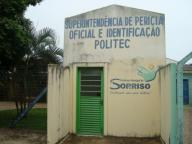 SUPERINTENDÊNCIA DE PERÍCIA
OFICIAL E IDENTIFICAÇÃO
POLITEC
SORRISO